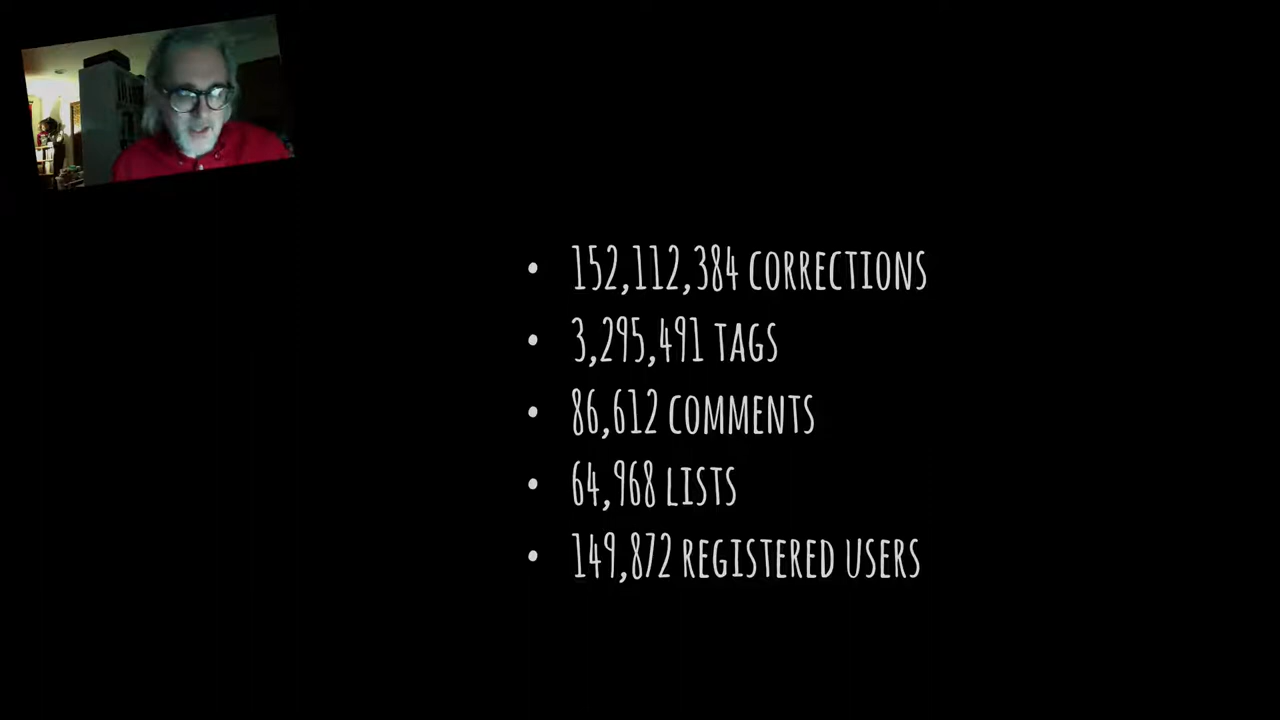 • 152,112,384 CORRECTIONS
• 3,295,491 TAGS
• 86,612 COMMENTS
• 64,968 LISTS
• 149,872 REGISTERED USERS